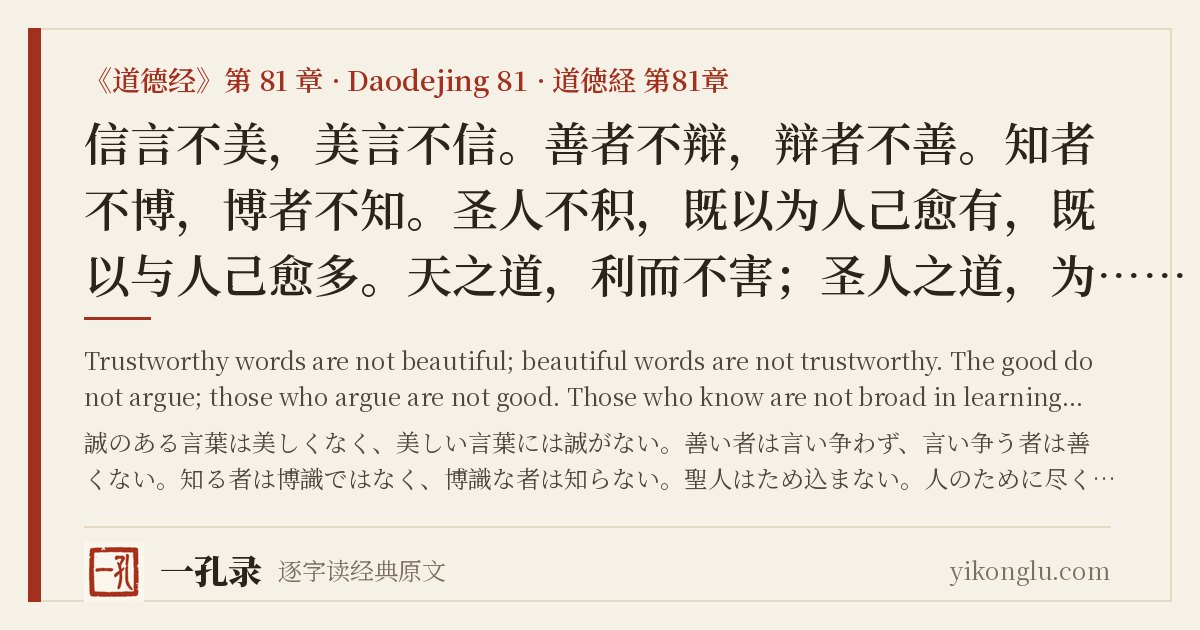 《道德经》第 81 章 · Daodejing 81 · 道徳経 第81章
信言不美，美言不信。善者不辩，辩者不善。知者
不博，博者不知。圣人不积，既以为人己愈有，既
以与人己愈多。天之道，利而不害；圣人之道，为……
Trustworthy words are not beautiful; beautiful words are not trustworthy. The good do
not argue; those who argue are not good. Those who know are not broad in learning...
誠のある言葉は美しくなく、美しい言葉には誠がない。善い者は言い争わず、言い争う者は善
くない。知る者は博識ではなく、博識な者は知らない。聖人はため込まない。人のために尽く…
一孔
一孔录 逐字读经典原文
yikonglu.com